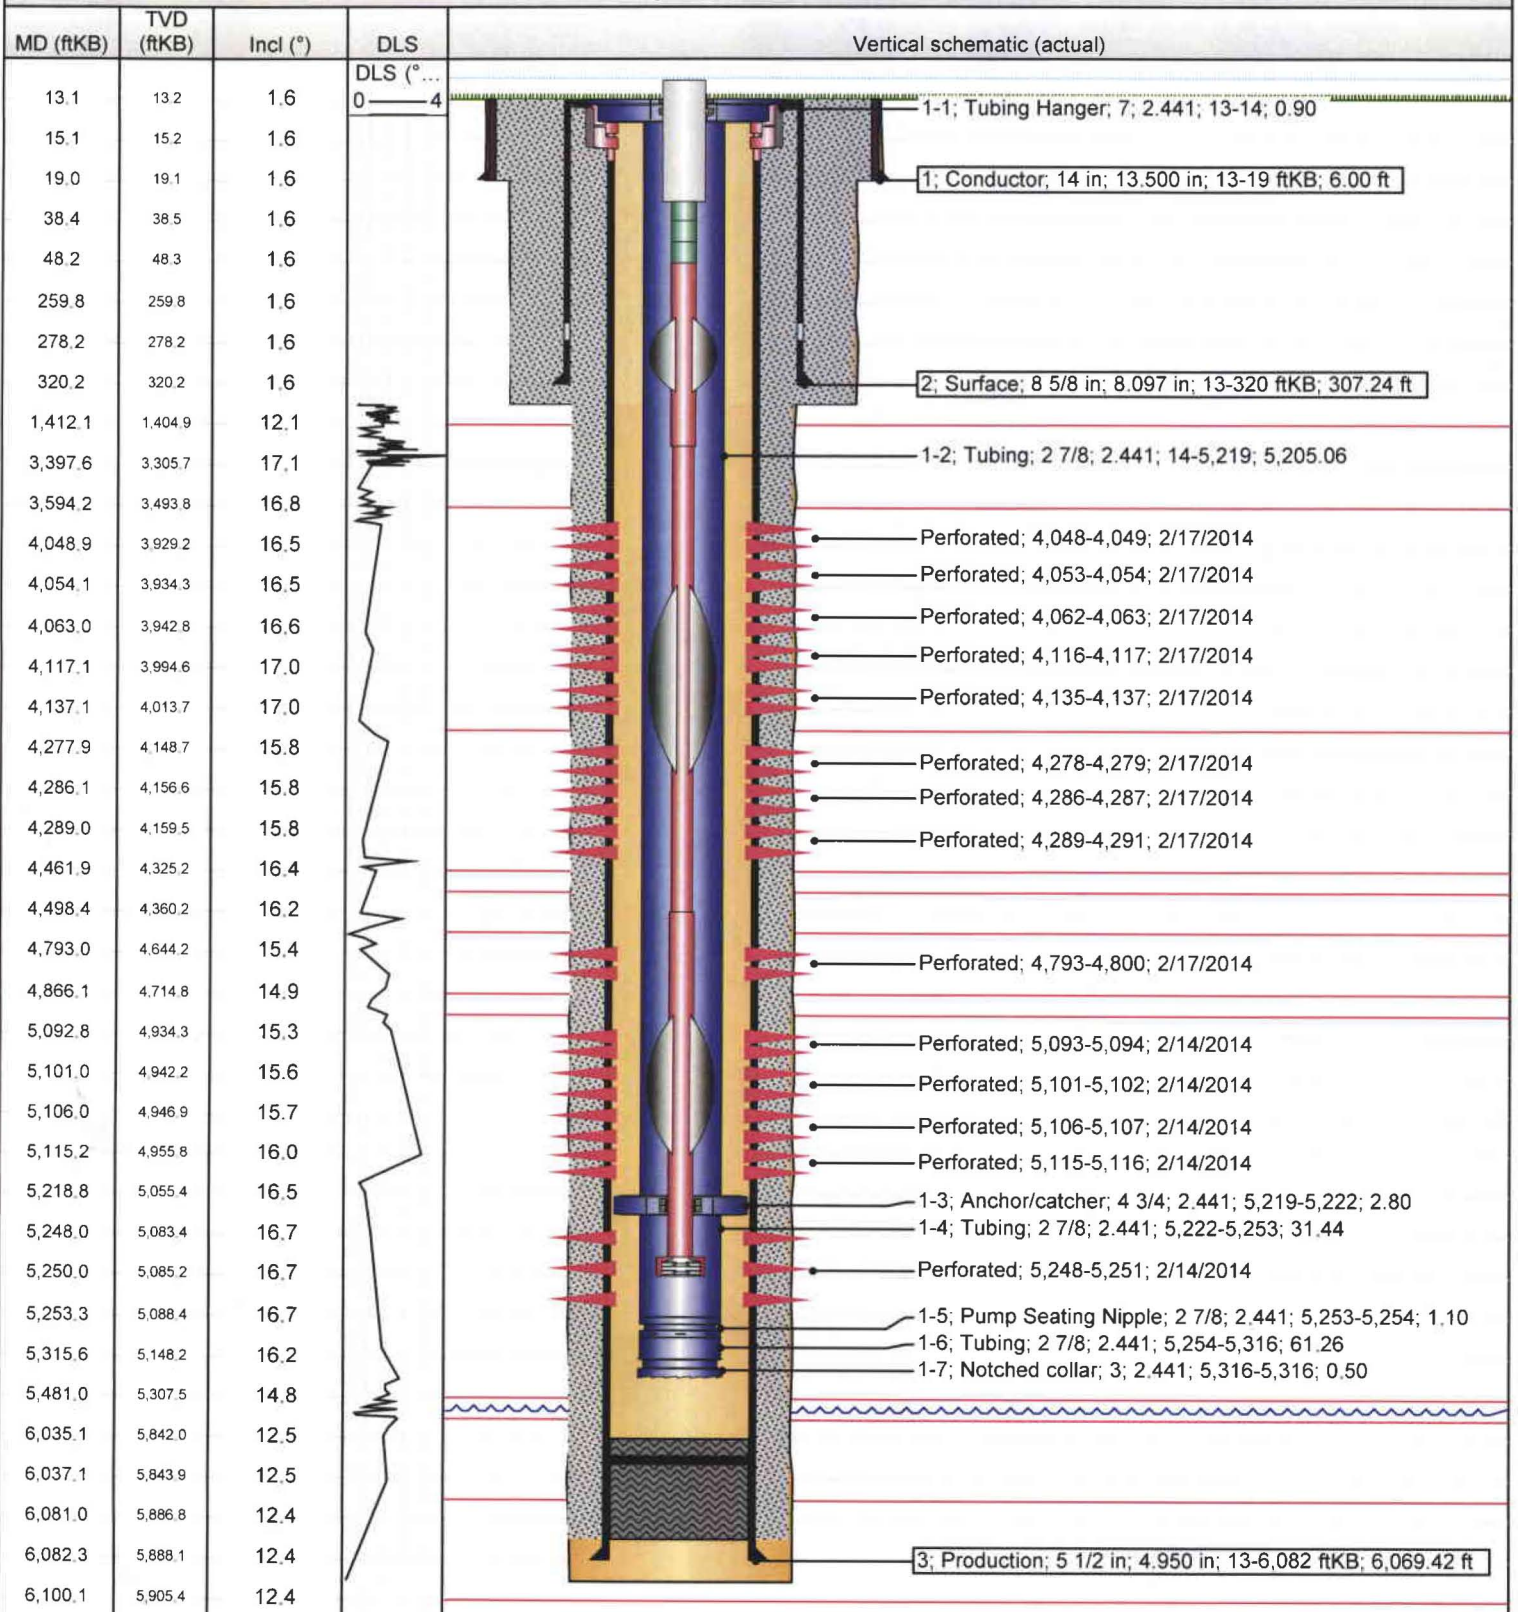 MD (ftKB) TVD (ftKB) Incl (°) DLS Vertical schematic (actual)
DLS (°...
0 4
13.1 13.2 1.6
1-1; Tubing Hanger; 7; 2.441; 13-14; 0.90
15.1 15.2 1.6
19.0 19.1 1.6
1; Conductor; 14 in; 13.500 in; 13-19 ftKB; 6.00 ft
38.4 38.5 1.6
48.2 48.3 1.6
259.8 259.8 1.6
278.2 278.2 1.6
320.2 320.2 1.6
2; Surface; 8 5/8 in; 8.097 in; 13-320 ftKB; 307.24 ft
1,412.1 1,404.9 12.1
3,397.6 3,305.7 17.1
1-2; Tubing; 2 7/8; 2.441; 14-5,219; 5,205.06
3,594.2 3,493.8 16.8
4,048.9 3,929.2 16.5
Perforated; 4,048-4,049; 2/17/2014
4,054.1 3,934.3 16.5
Perforated; 4,053-4,054; 2/17/2014
4,063.0 3,942.8 16.6
Perforated; 4,062-4,063; 2/17/2014
4,117.1 3,994.6 17.0
Perforated; 4,116-4,117; 2/17/2014
4,137.1 4,013.7 17.0
Perforated; 4,135-4,137; 2/17/2014
4,277.9 4,148.7 15.8
Perforated; 4,278-4,279; 2/17/2014
4,286.1 4,156.6 15.8
Perforated; 4,286-4,287; 2/17/2014
4,289.0 4,159.5 15.8
Perforated; 4,289-4,291; 2/17/2014
4,461.9 4,325.2 16.4
4,498.4 4,360.2 16.2
4,793.0 4,644.2 15.4
Perforated; 4,793-4,800; 2/17/2014
4,866.1 4,714.8 14.9
5,092.8 4,934.3 15.3
Perforated; 5,093-5,094; 2/14/2014
5,101.0 4,942.2 15.6
Perforated; 5,101-5,102; 2/14/2014
5,106.0 4,946.9 15.7
Perforated; 5,106-5,107; 2/14/2014
5,115.2 4,955.8 16.0
Perforated; 5,115-5,116; 2/14/2014
5,218.8 5,055.4 16.5
1-3; Anchor/catcher; 4 3/4; 2.441; 5,219-5,222; 2.80
5,248.0 5,083.4 16.7
1-4; Tubing; 2 7/8; 2.441; 5,222-5,253; 31.44
5,250.0 5,085.2 16.7
Perforated; 5,248-5,251; 2/14/2014
5,253.3 5,088.4 16.7
1-5; Pump Seating Nipple; 2 7/8; 2.441; 5,253-5,254; 1.10
5,315.6 5,148.2 16.2
1-6; Tubing; 2 7/8; 2.441; 5,254-5,316; 61.26
1-7; Notched collar; 3; 2.441; 5,316-5,316; 0.50
5,481.0 5,307.5 14.8
6,035.1 5,842.0 12.5
6,037.1 5,843.9 12.5
6,081.0 5,886.8 12.4
6,082.3 5,888.1 12.4
3; Production; 5 1/2 in; 4.950 in; 13-6,082 ftKB; 6,069.42 ft
6,100.1 5,905.4 12.4